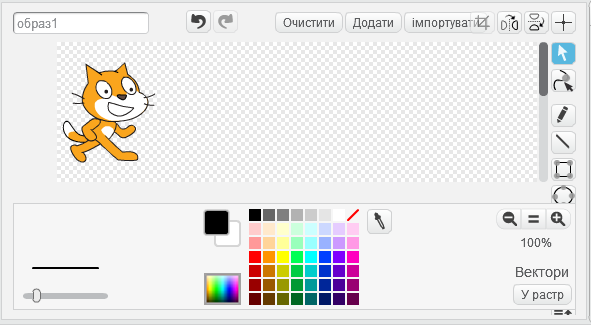 образ1
Очистити
Додати
імпортувати
100%
Вектори
У растр